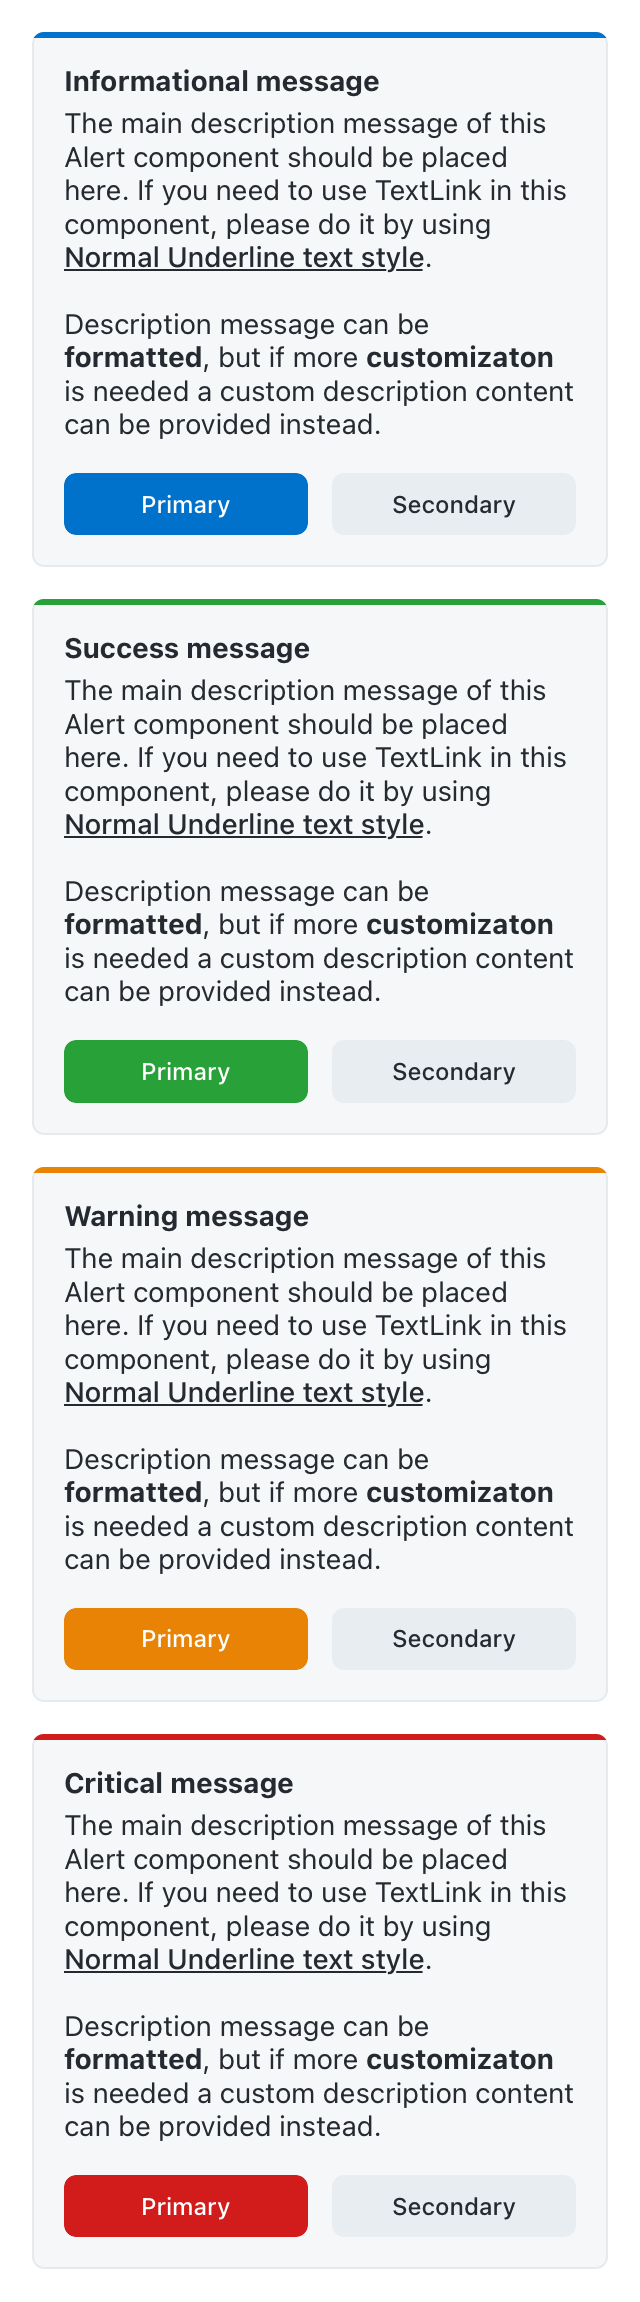 Informational message
The main description message of this
Alert component should be placed
here. If you need to use TextLink in this
component, please do it by using
Normal Underline text style.
Description message can be
formatted, but if more customizaton
is needed a custom description content
can be provided instead.
Primary Secondary
Success message
The main description message of this
Alert component should be placed
here. If you need to use TextLink in this
component, please do it by using
Normal Underline text style.
Description message can be
formatted, but if more customizaton
is needed a custom description content
can be provided instead.
Primary Secondary
Warning message
The main description message of this
Alert component should be placed
here. If you need to use TextLink in this
component, please do it by using
Normal Underline text style.
Description message can be
formatted, but if more customizaton
is needed a custom description content
can be provided instead.
Primary Secondary
Critical message
The main description message of this
Alert component should be placed
here. If you need to use TextLink in this
component, please do it by using
Normal Underline text style.
Description message can be
formatted, but if more customizaton
is needed a custom description content
can be provided instead.
Primary Secondary